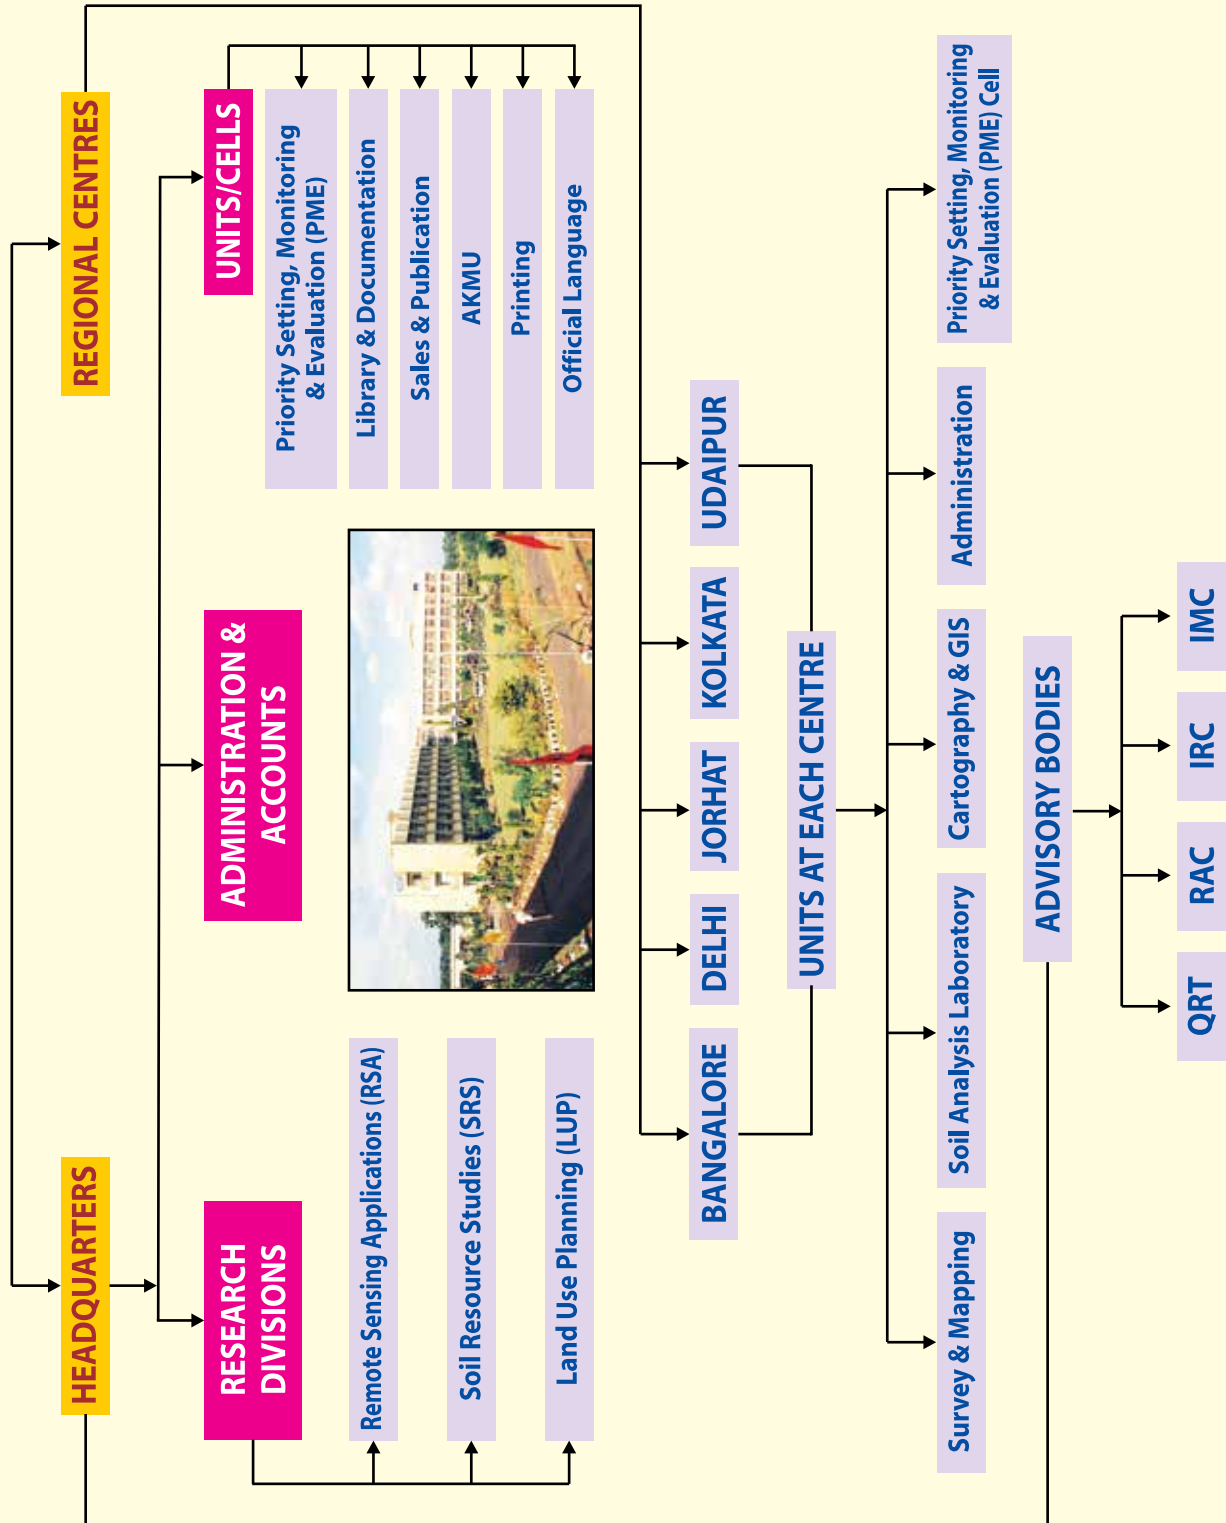 HEADQUARTERS
REGIONAL CENTRES
RESEARCH
DIVISIONS
ADMINISTRATION &
ACCOUNTS
UNITS/CELLS
Remote Sensing Applications (RSA)
Soil Resource Studies (SRS)
Land Use Planning (LUP)
Priority Setting, Monitoring
& Evaluation (PME)
Library & Documentation
Sales & Publication
AKMU
Printing
Official Language
BANGALORE
DELHI
JORHAT
KOLKATA
UDAIPUR
UNITS AT EACH CENTRE
Survey & Mapping
Soil Analysis Laboratory
Cartography & GIS
Administration
Priority Setting, Monitoring
& Evaluation (PME) Cell
ADVISORY BODIES
QRT
RAC
IRC
IMC